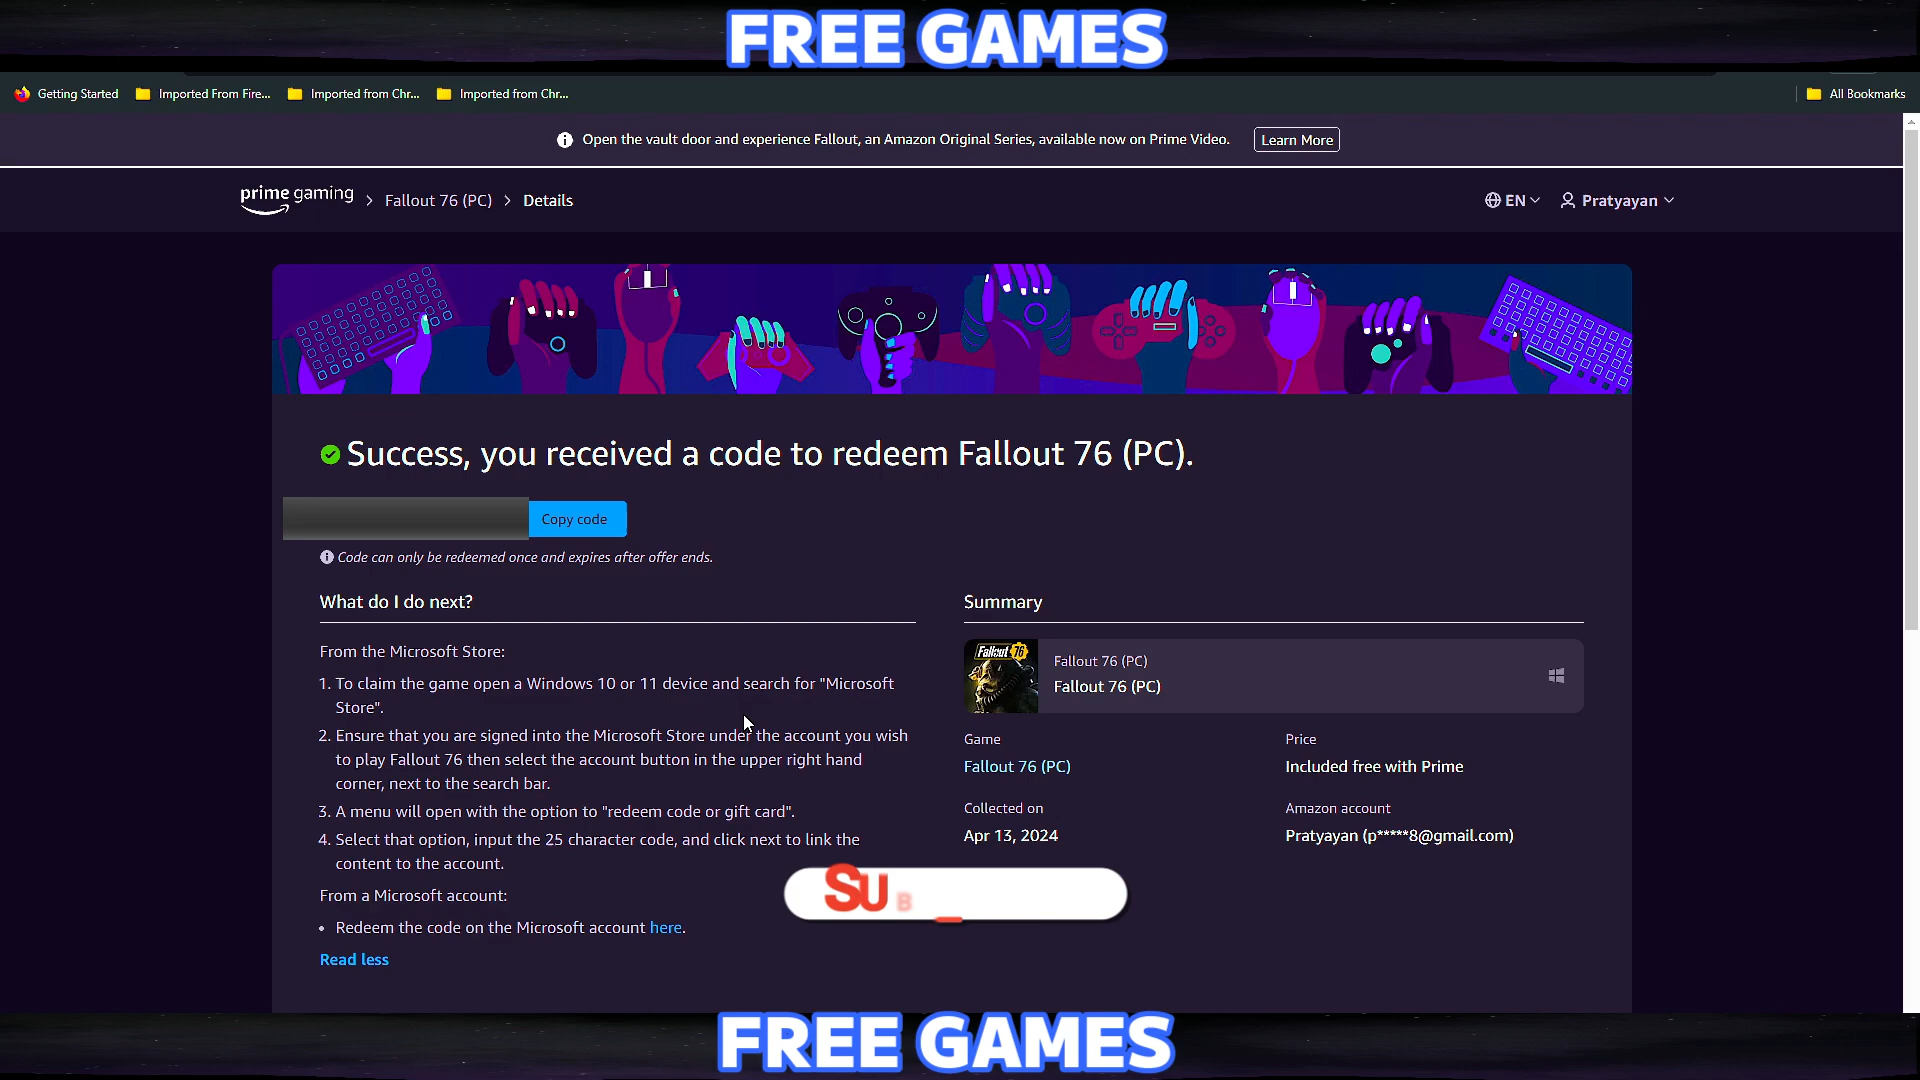 FREE GAMES
Getting Started
Imported From Fire...
Imported from Chr...
Imported from Chr...
All Bookmarks
Open the vault door and experience Fallout, an Amazon Original Series, available now on Prime Video.
Learn More
prime gaming > Fallout 76 (PC) > Details
EN
Pratyayan
Success, you received a code to redeem Fallout 76 (PC).
Copy code
Code can only be redeemed once and expires after offer ends.
What do I do next?
From the Microsoft Store:
1. To claim the game open a Windows 10 or 11 device and search for "Microsoft
Store".
2. Ensure that you are signed into the Microsoft Store under the account you wish
to play Fallout 76 then select the account button in the upper right hand
corner, next to the search bar.
3. A menu will open with the option to "redeem code or gift card".
4. Select that option, input the 25 character code, and click next to link the
content to the account.
From a Microsoft account:
• Redeem the code on the Microsoft account here.
Read less
Summary
Fallout 76
Fallout 76 (PC)
Fallout 76 (PC)
Game
Fallout 76 (PC)
Price
Included free with Prime
Collected on
Apr 13, 2024
Amazon account
Pratyayan (p*****8@gmail.com)
SUB
FREE GAMES